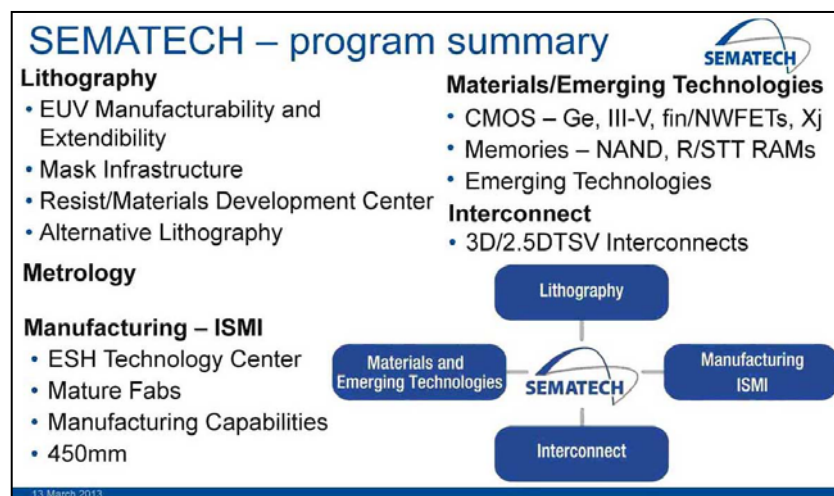 SEMATECH – program summary
SEMATECH
Lithography
• EUV Manufacturability and
Extendibility
• Mask Infrastructure
• Resist/Materials Development Center
• Alternative Lithography
Metrology
Manufacturing – ISMI
• ESH Technology Center
• Mature Fabs
• Manufacturing Capabilities
• 450mm
Materials/Emerging Technologies
• CMOS – Ge, III-V, fin/NWFETs, Xj
• Memories – NAND, R/STT RAMs
• Emerging Technologies
Interconnect
• 3D/2.5DTSV Interconnects
Lithography
Materials and
Emerging Technologies
SEMATECH
Manufacturing
ISMI
Interconnect
13 March 2013